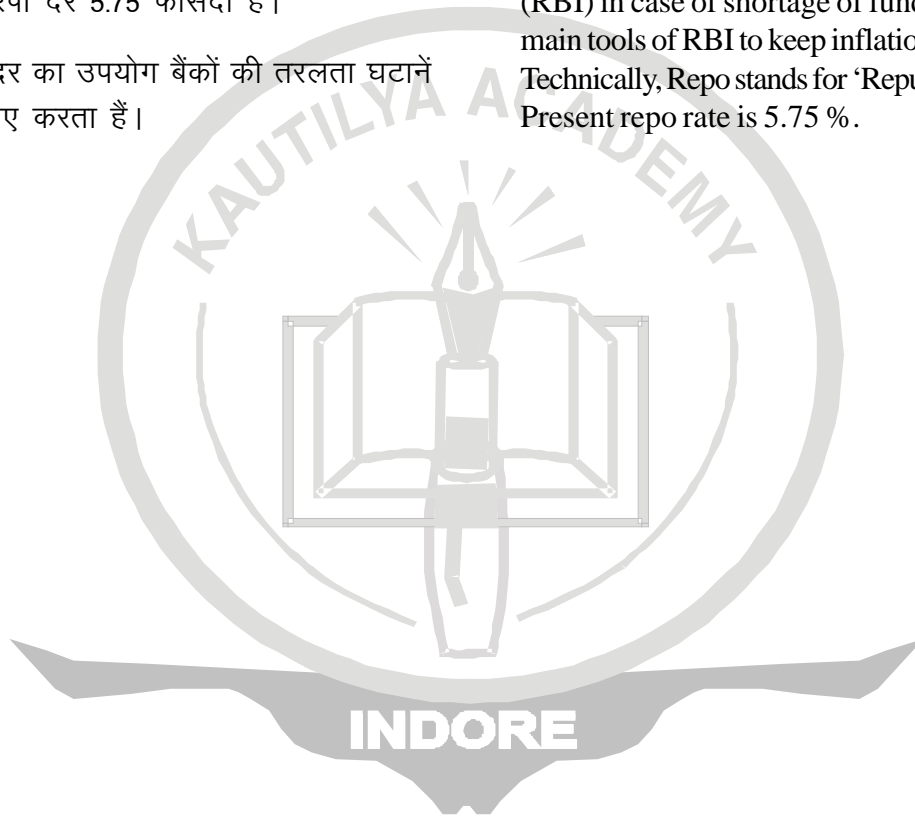 दर 5.75 फीसदी है।
दर का उपयोग बैंकों की तरलता घटानें
करता हैं।
(RBI) in case of shortage of
main tools of RBI to keep
Technically, Repo stands for
Present repo rate is 5.75 %.
KAUTILYA ACADEMY
INDORE